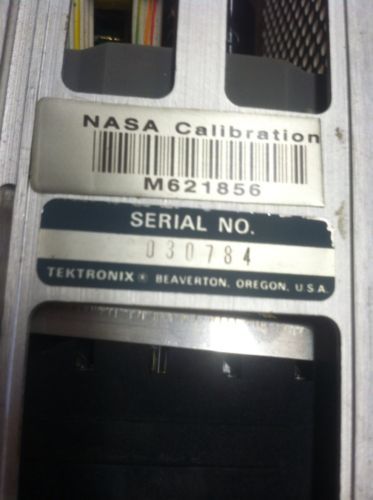 NASA Calibration
M621856
SERIAL NO.
030784
TEKTRONIX ® BEAVERTON, OREGON, U.S.A.